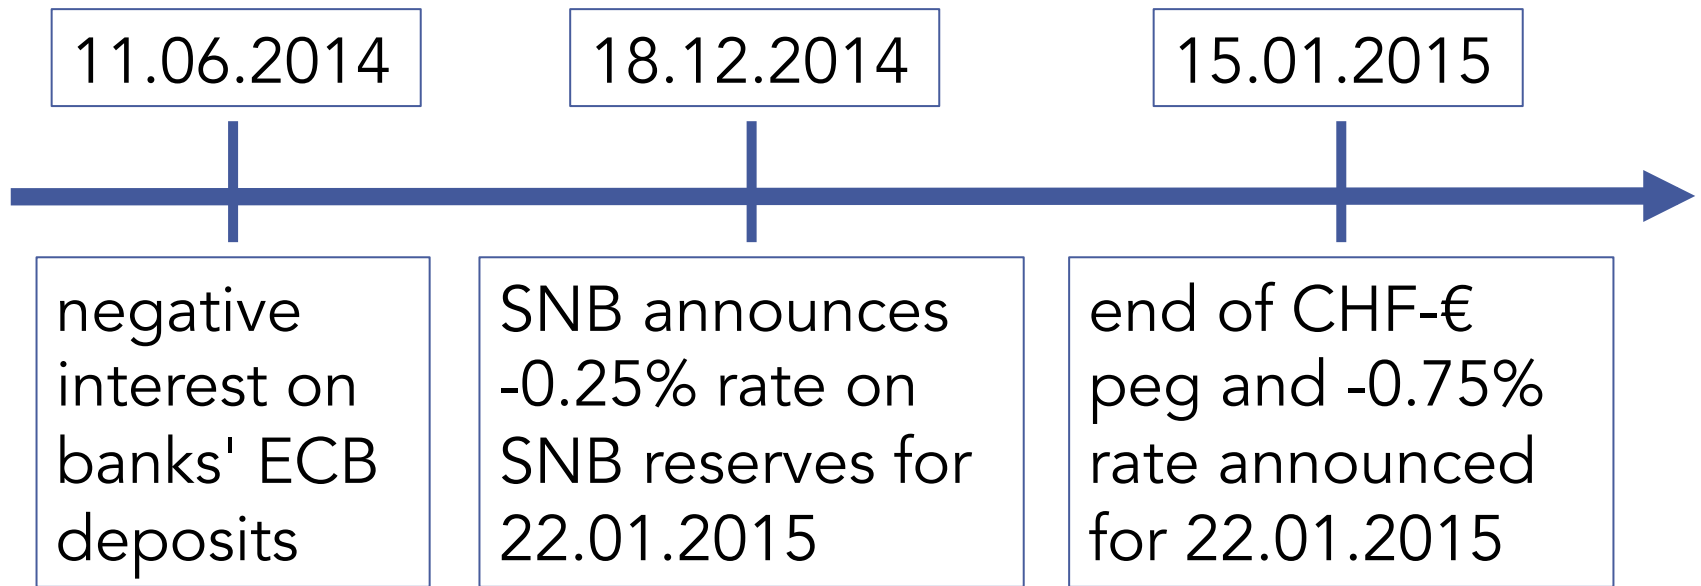 11.06.2014
18.12.2014
15.01.2015
negative
interest on
banks' ECB
deposits
SNB announces
-0.25% rate on
SNB reserves for
22.01.2015
end of CHF-€
peg and -0.75%
rate announced
for 22.01.2015